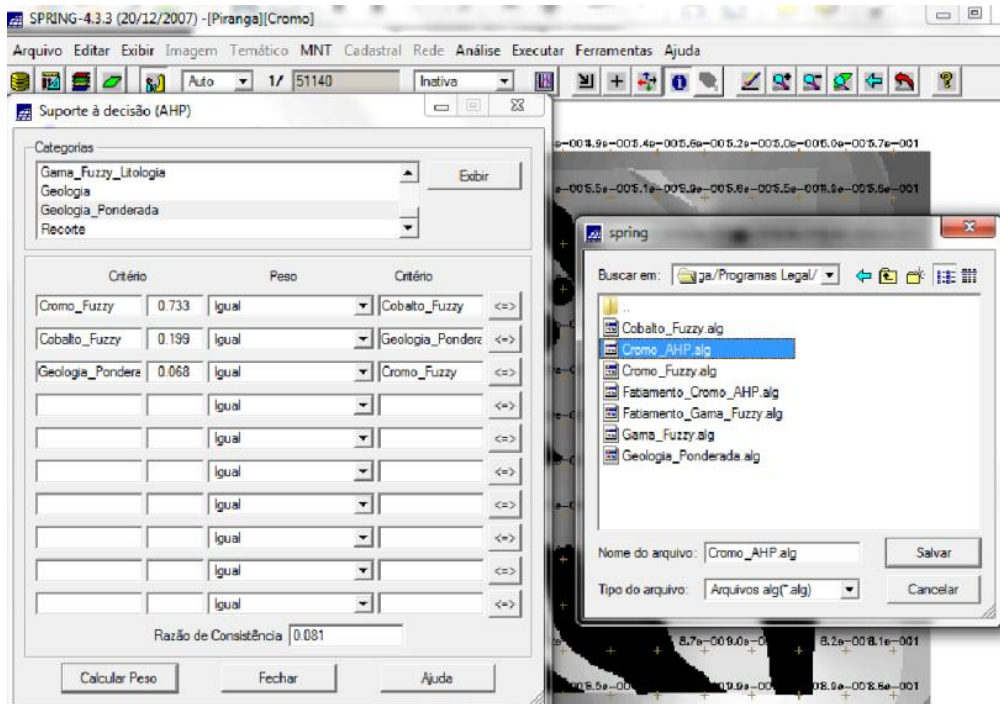 SPRING-4.3.3 (20/12/2007) -[Piranga][Cromo]
Arquivo Editar Exibir Imagem Temático MNT Cadastral Rede Análise Executar Ferramentas Ajuda
Auto 1/ 51140 Inativa
Suporte à decisão (AHP)
Categorias
Gama_Fuzzy_Litologia
Geologia
Geologia_Ponderada
Recorte
Exibir
Critério Peso Critério
Cromo_Fuzzy 0.733 Igual Cobalto_Fuzzy <=>
Cobalto_Fuzzy 0.199 Igual Geologia_Pondera <=>
Geologia_Pondera 0.068 Igual Cromo_Fuzzy <=>
Igual <=>
Igual <=>
Igual <=>
Igual <=>
Igual <=>
Igual <=>
Igual <=>
Razão de Consistência 0.081
Calcular Peso Fechar Ajuda
spring
Buscar em: ga/Programas Legal/
..
Cobalto_Fuzzy.alg
Cromo_AHP.alg
Cromo_Fuzzy.alg
Fatiamento_Cromo_AHP.alg
Fatiamento_Gama_Fuzzy.alg
Gama_Fuzzy.alg
Geologia_Ponderada.alg
Nome do arquivo: Cromo_AHP.alg Salvar
Tipo do arquivo: Arquivos alg(*.alg) Cancelar